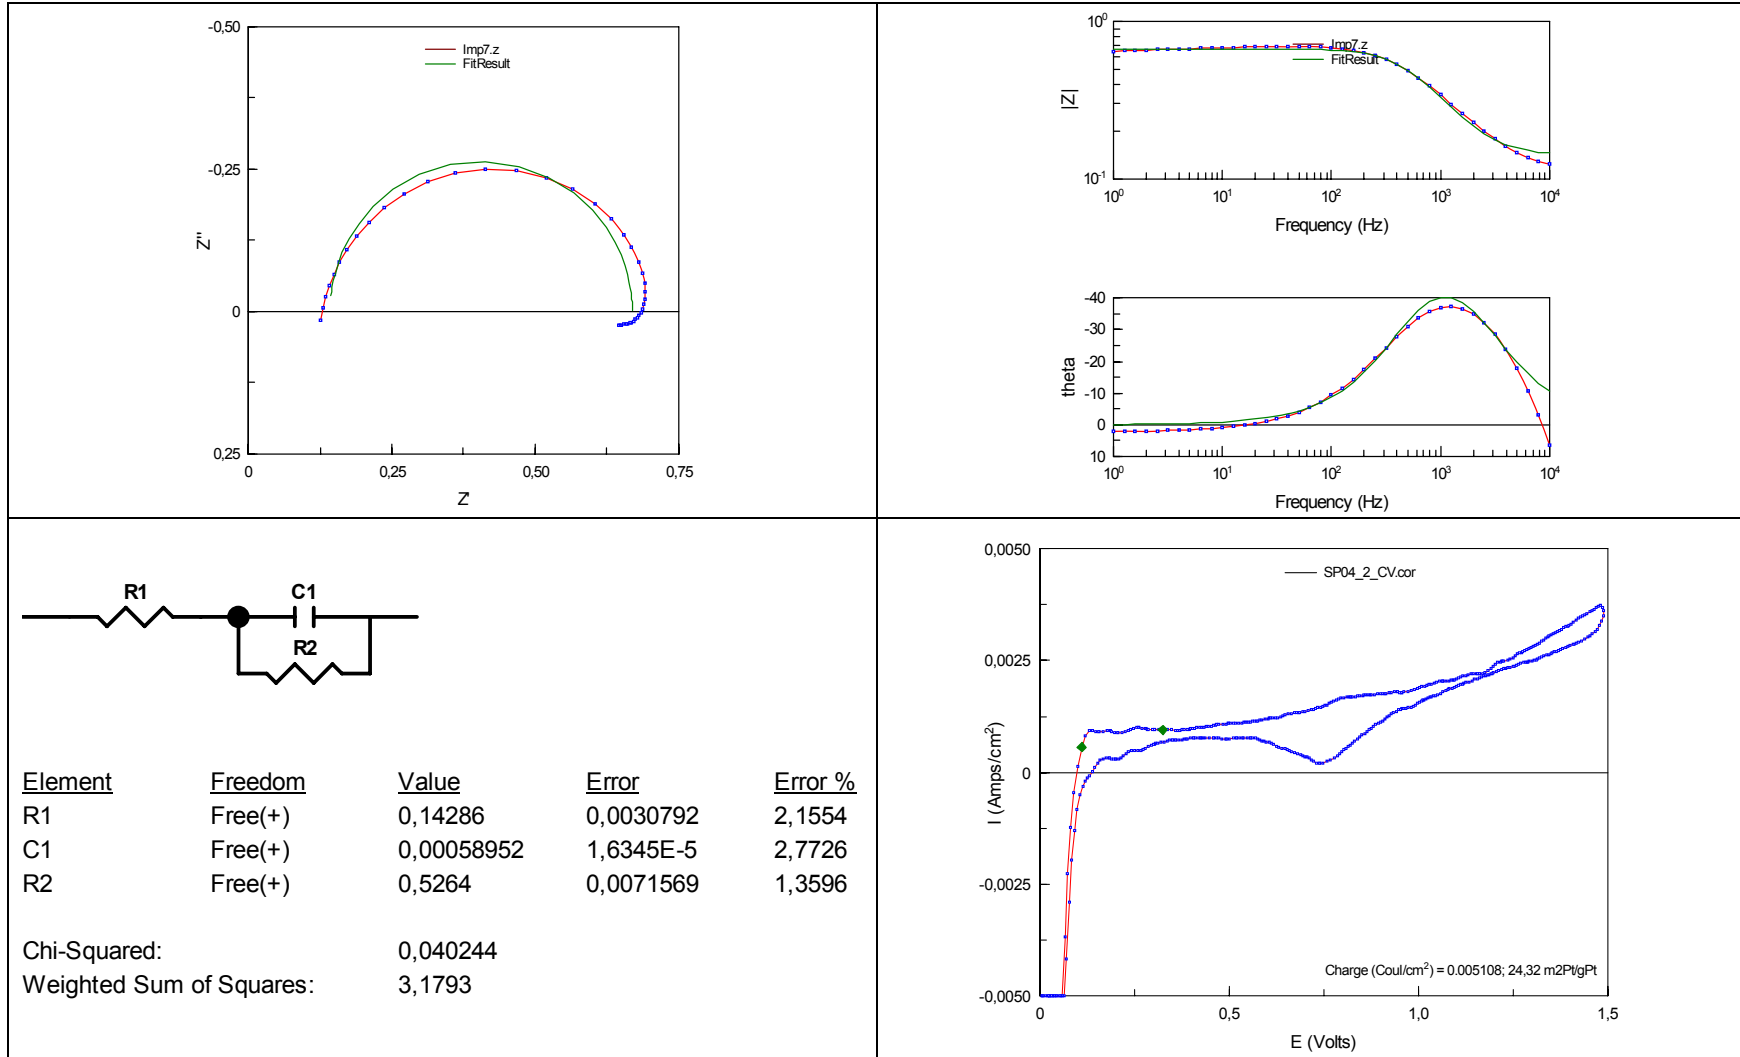 -0,50
Imp7.z
FitResult
-0,25
Z''
0
0,25
0 0,25 0,50 0,75
Z'
10⁰
Imp7.z
FitResult
|Z|
10⁻¹
10⁰ 10¹ 10² 10³ 10⁴
Frequency (Hz)
-40
-30
-20
theta
-10
0
10
10⁰ 10¹ 10² 10³ 10⁴
Frequency (Hz)
R1 C1
R2
Element Freedom Value Error Error %
R1 Free(+) 0,14286 0,0030792 2,1554
C1 Free(+) 0,00058952 1,6345E-5 2,7726
R2 Free(+) 0,5264 0,0071569 1,3596
Chi-Squared: 0,040244
Weighted Sum of Squares: 3,1793
0,0050
SP04_2_CV.cor
0,0025
I (Amps/cm²)
0
-0,0025
Charge (Coul/cm²) = 0.005108; 24,32 m2Pt/gPt
-0,0050
0 0,5 1,0 1,5
E (Volts)